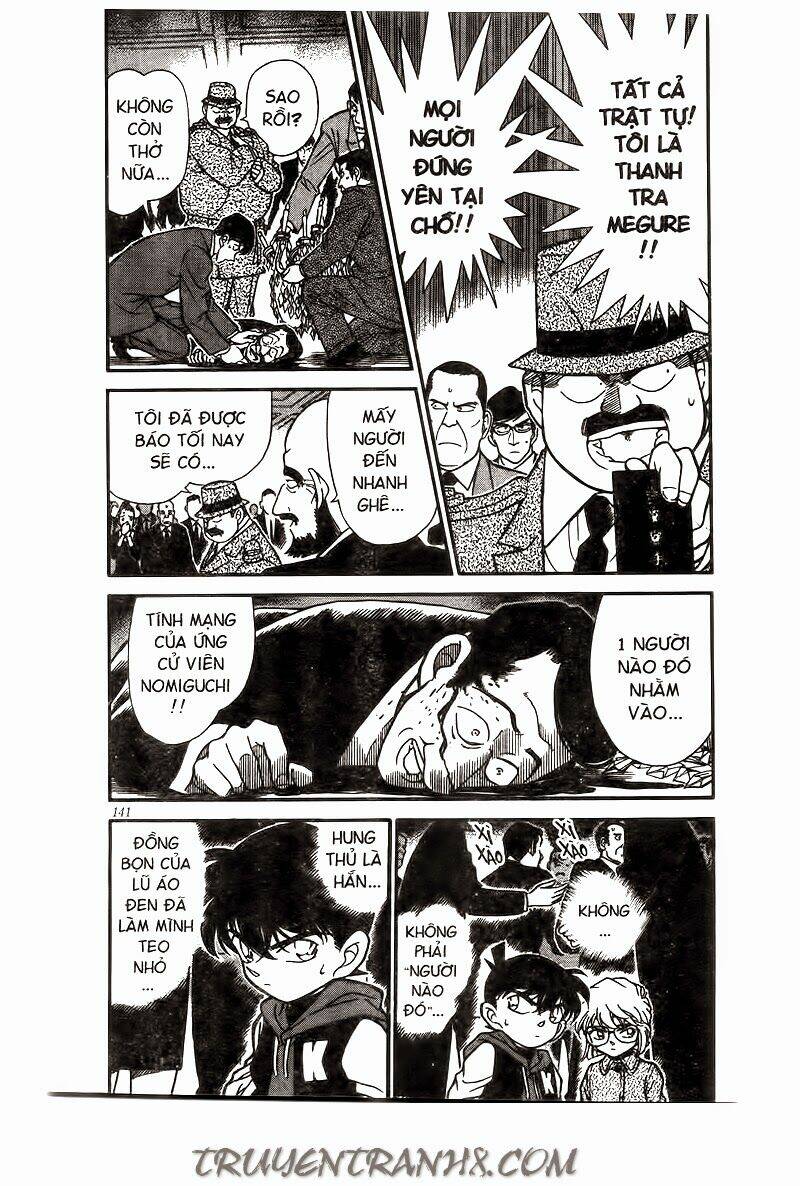 TẤT CẢ
TRẬT TỰ!
TÔI LÀ
THANH
TRA
MEGURE
!!
MỌI
NGƯỜI
ĐỨNG
YÊN TẠI
CHỖ!!
SAO
RỒI?
KHÔNG
CÒN
THỞ
NỮA...
MẤY
NGƯỜI
ĐẾN
NHANH
GHÊ...
TÔI ĐÃ ĐƯỢC
BÁO TỐI NAY
SẼ CÓ...
1 NGƯỜI
NÀO ĐÓ
NHẰM
VÀO...
TÍNH MẠNG
CỦA ỨNG
CỬ VIÊN
NOMIGUCHI
!!
141
XÌ
XÀO
XÌ
XÀO
KHÔNG
...
KHÔNG
PHẢI
"NGƯỜI
NÀO
ĐÓ"...
K
HUNG
THỦ LÀ
HẮN...
ĐỒNG
BỌN CỦA
LŨ ÁO
ĐEN ĐÃ
LÀM MÌNH
TEO
NHỎ
...
K
TRUYENTRANH8.COM